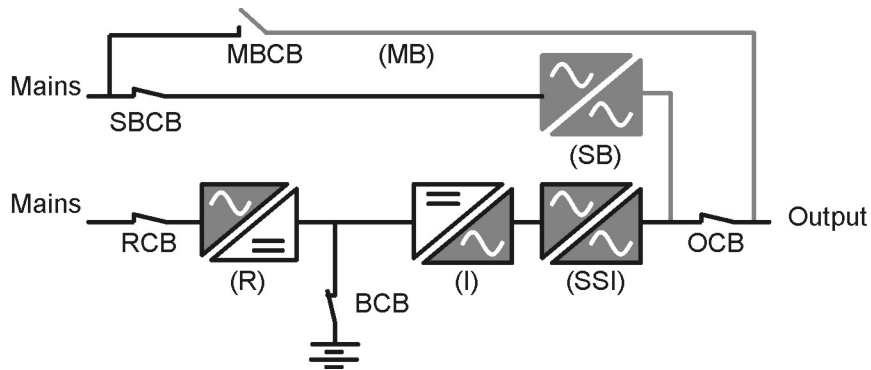 MBCB
(MB)
Mains
SBCB
(SB)
Mains
RCB
(R)
BCB
(I)
(SSI)
OCB
Output